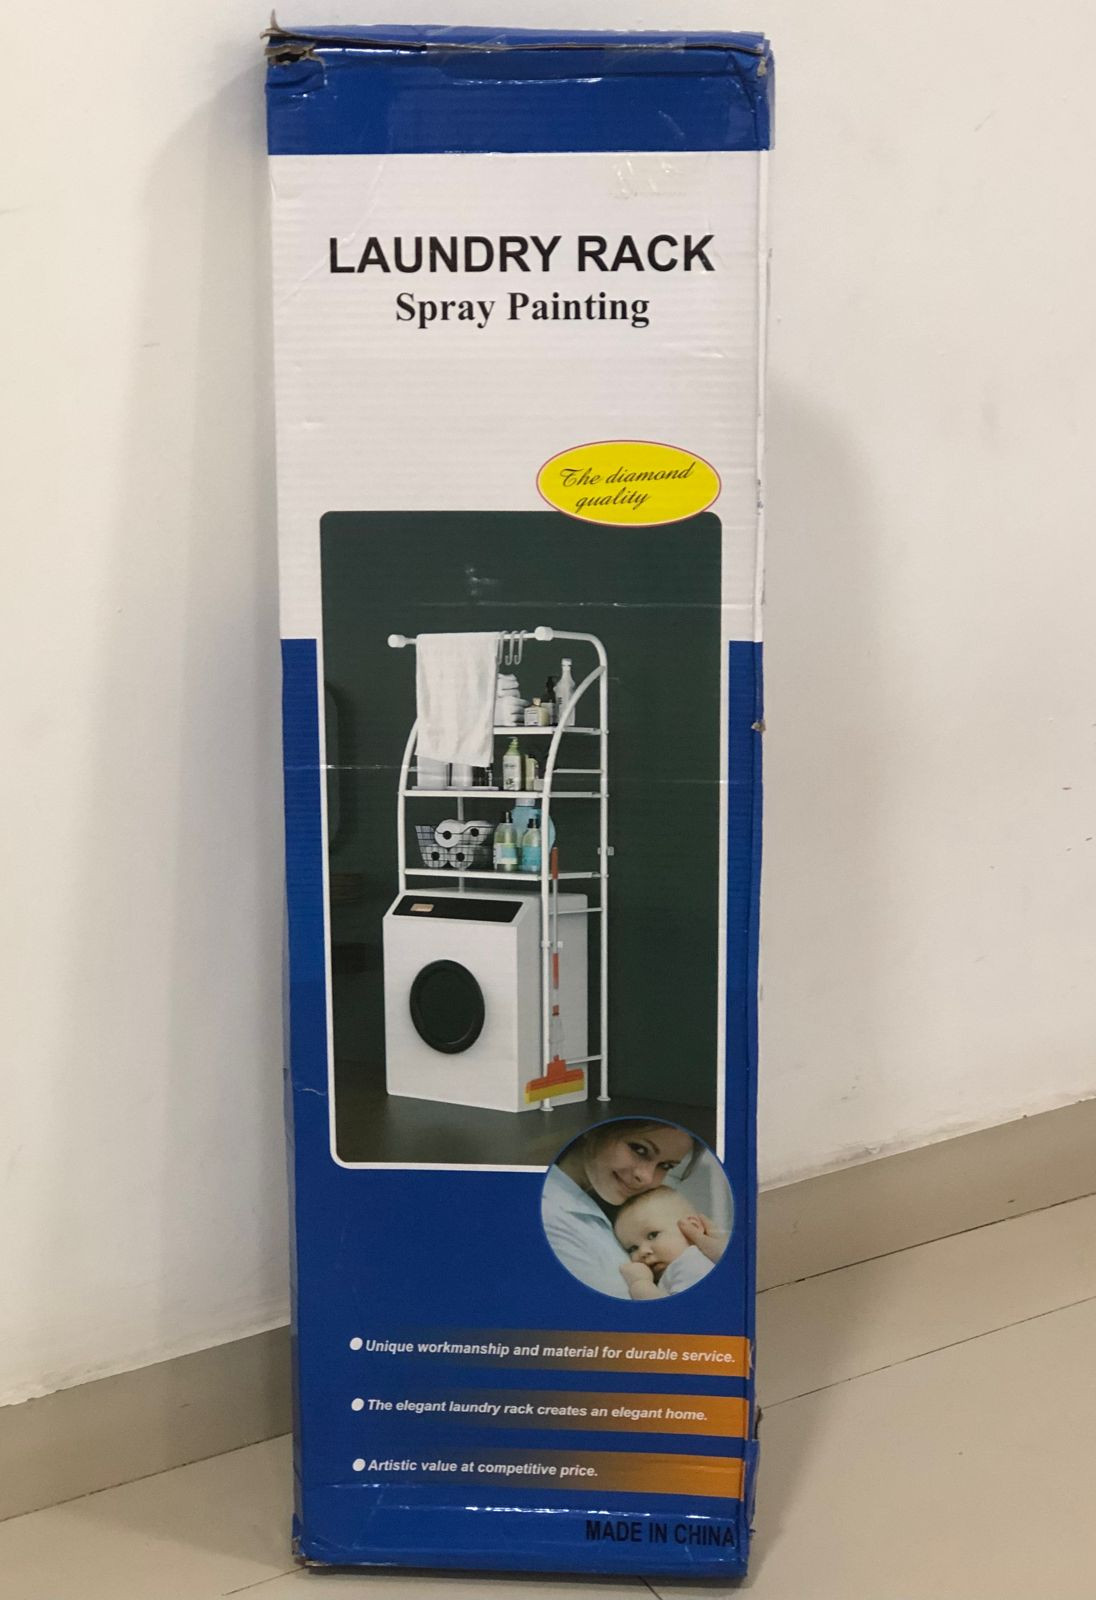 LAUNDRY RACK
Spray Painting
The diamond
quality
Unique workmanship and material for durable service.
The elegant laundry rack creates an elegant home.
Artistic value at competitive price.
MADE IN CHINA